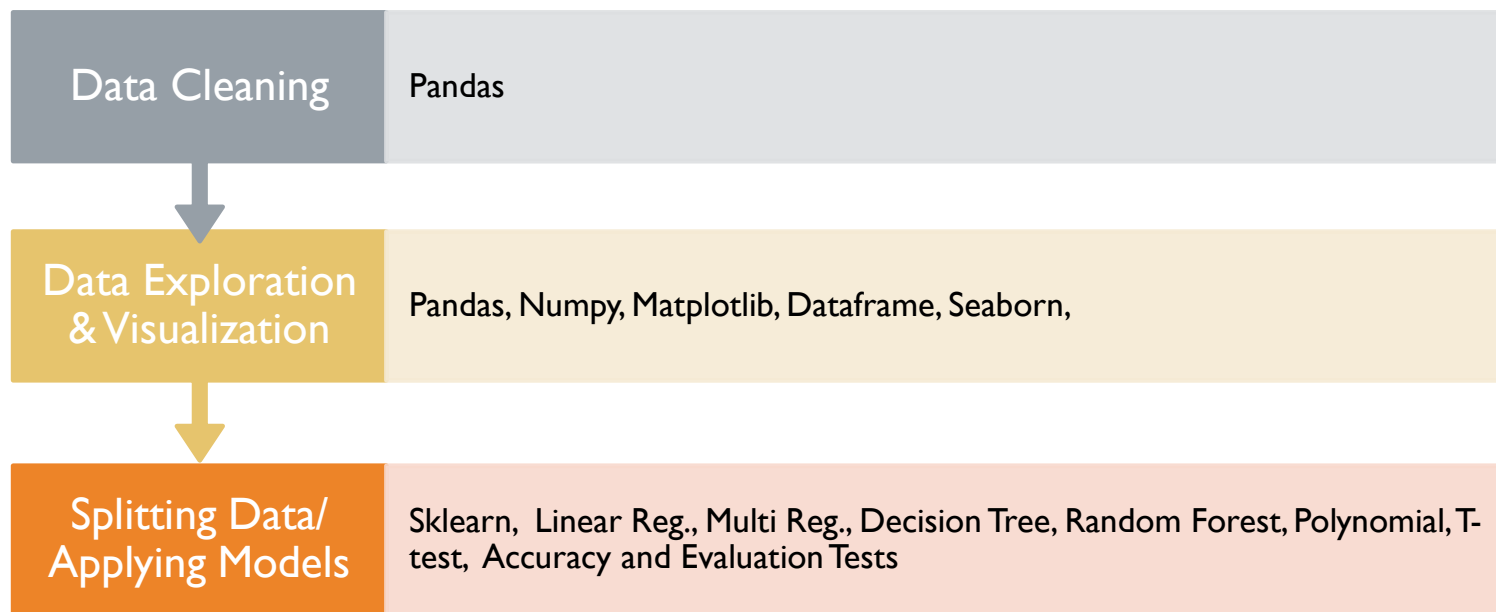 Data Cleaning
Pandas
Data Exploration
& Visualization
Pandas, Numpy, Matplotlib, Dataframe, Seaborn,
Splitting Data/
Applying Models
Sklearn,  Linear Reg., Multi Reg., Decision Tree, Random Forest, Polynomial, T-
test,  Accuracy and Evaluation Tests